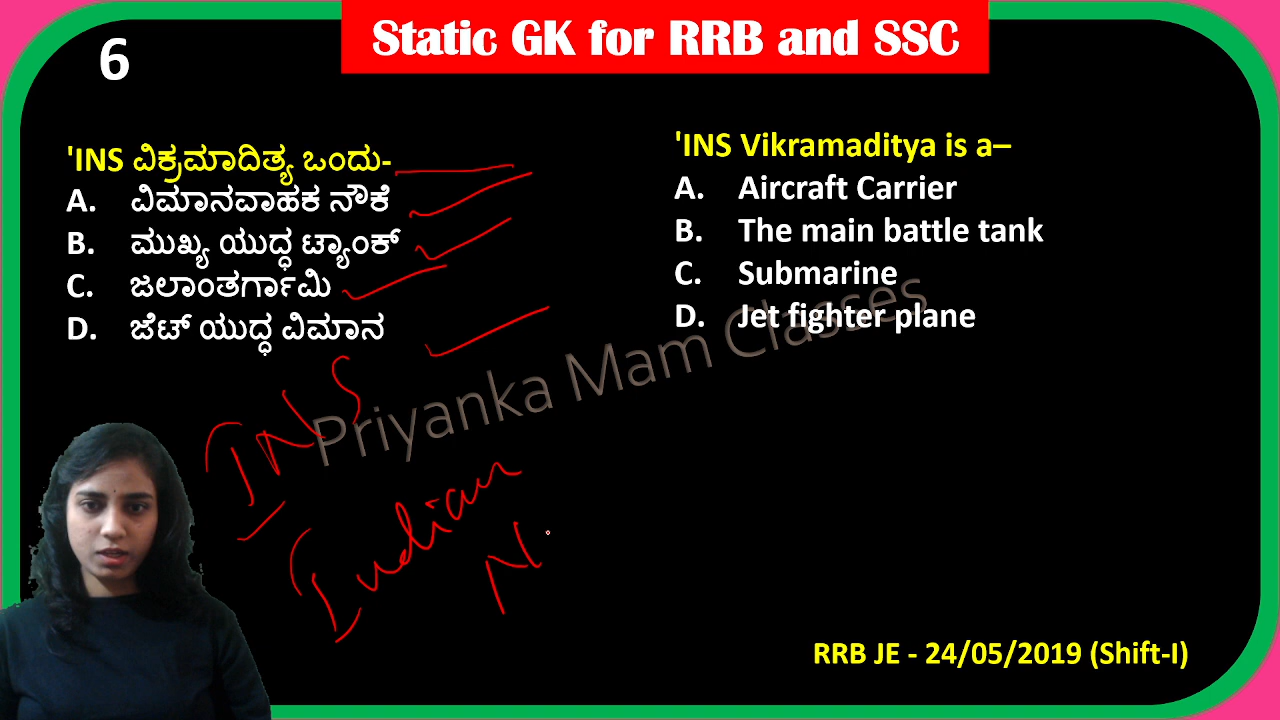 Static GK for RRB and SSC
6
'INS ವಿಕ್ರಮಾದಿತ್ಯ ಒಂದು-
A. ವಿಮಾನವಾಹಕ ನೌಕೆ
B. ಮುಖ್ಯ ಯುದ್ಧ ಟ್ಯಾಂಕ್
C. ಜಲಾಂತರ್ಗಾಮಿ
D. ಜೆಟ್ ಯುದ್ಧ ವಿಮಾನ
'INS Vikramaditya is a–
A. Aircraft Carrier
B. The main battle tank
C. Submarine
D. Jet fighter plane
Priyanka Mam Classes
INS
Indian
N
RRB JE - 24/05/2019 (Shift-I)